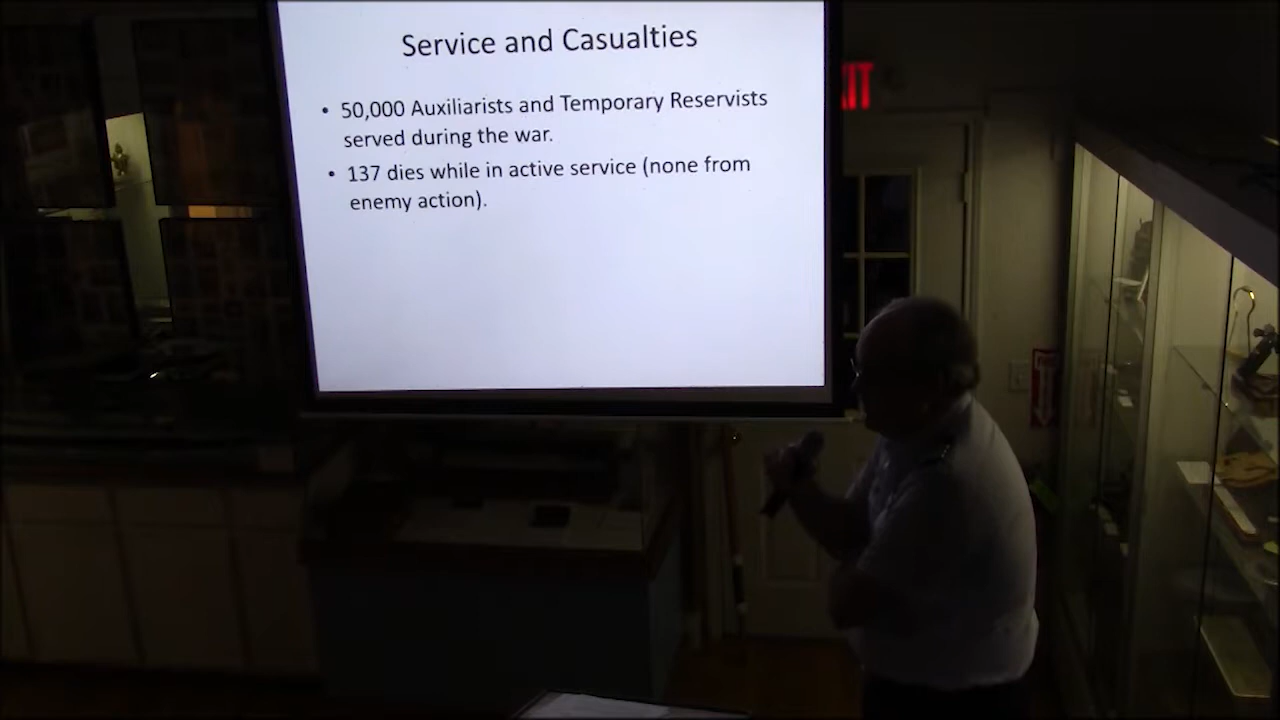 Service and Casualties
• 50,000 Auxiliarists and Temporary Reservists
served during the war.
• 137 dies while in active service (none from
enemy action).
IT